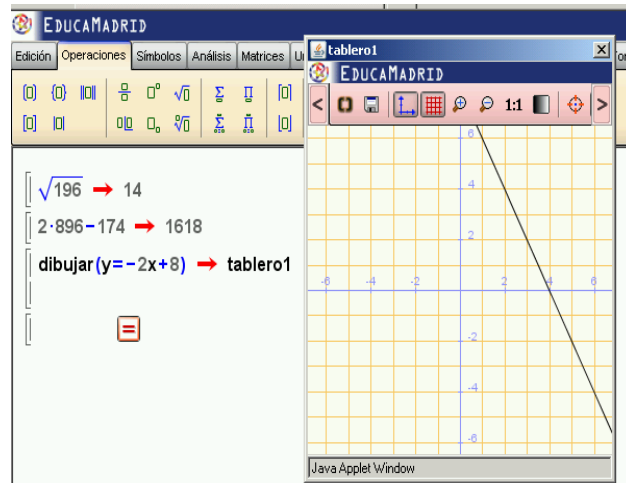 EDUCAMADRID
Edición Operaciones Símbolos Análisis Matrices
√196 → 14
2·896-174 → 1618
dibujar(y=-2x+8) → tablero1
=
tablero1
EDUCAMADRID
< 1:1 >
6
4
2
-6 -4 -2 2 4 6
-2
-4
-6
Java Applet Window